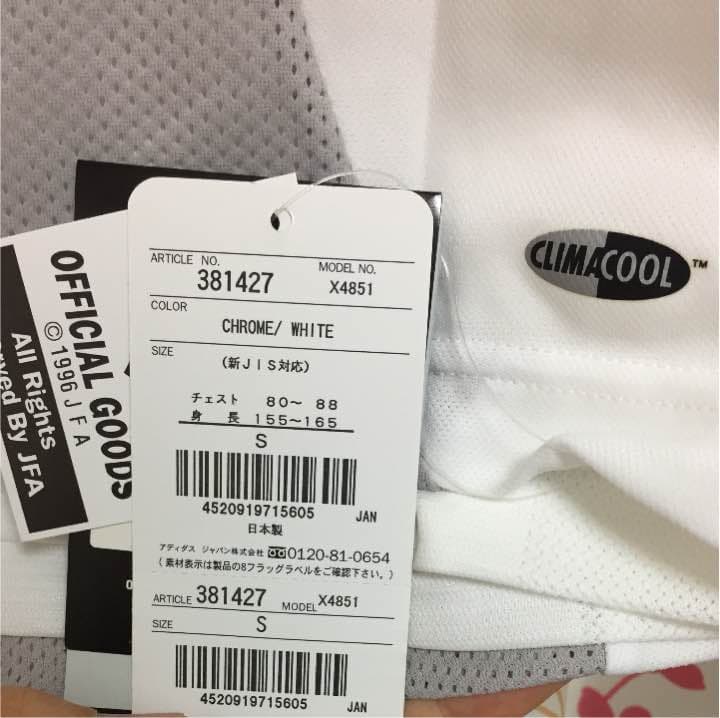 ARTICLE NO. 381427 MODEL NO. X4851
COLOR
CHROME/ WHITE
SIZE
(新JIS対応)
チェスト 80～ 88
身 長 155～165
S
4520919715605 JAN
日本製
アディダス ジャパン株式会社 0120-81-0654
(素材表示は製品の8フラッグラベルをご確認下さい。)
ARTICLE 381427 MODEL X4851
SIZE S
4520919715605 JAN
OFFICIAL GOODS
©1996 JFA
All Rights
By JFA
CLIMACOOL™